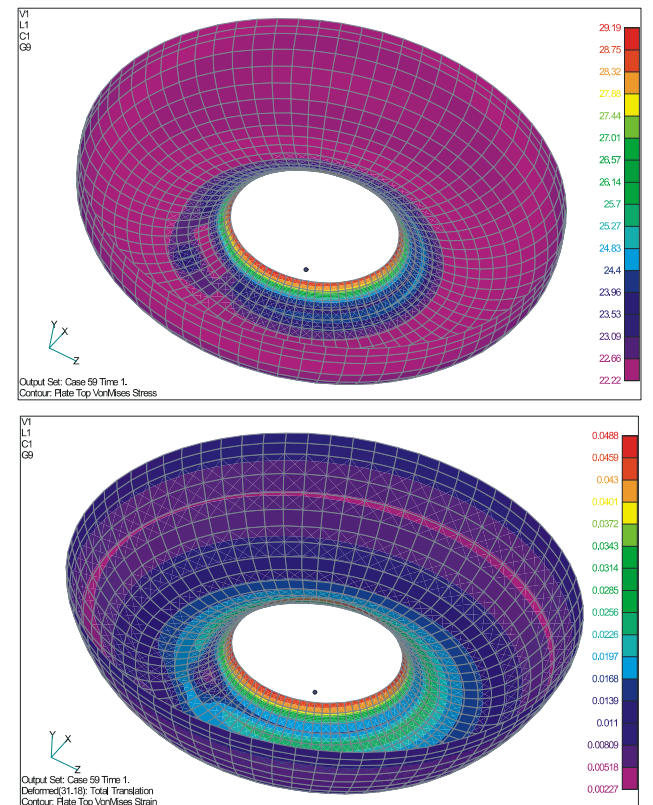 V1
L1
C1
G9
29.19
28.75
28.32
27.88
27.44
27.01
26.57
26.14
25.7
25.27
24.83
24.4
23.96
23.53
23.09
22.66
22.22
Y
X
Z
Output Set: Case 59 Time 1.
Contour: Plate Top VonMises Stress
V1
L1
C1
G9
0.0488
0.0459
0.043
0.0401
0.0372
0.0343
0.0314
0.0285
0.0256
0.0226
0.0197
0.0168
0.0139
0.011
0.00809
0.00518
0.00227
Y
X
Z
Output Set: Case 59 Time 1.
Deformed(31.18): Total Translation
Contour: Plate Top VonMises Strain